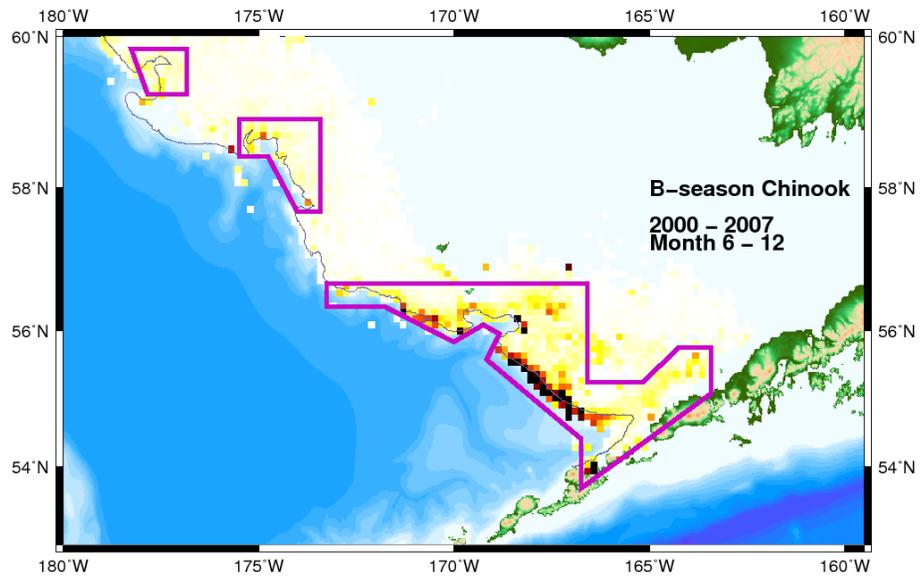 180°W 175°W 170°W 165°W 160°W
60°N 60°N
58°N 58°N
B−season Chinook
2000 − 2007
Month 6 − 12
56°N 56°N
54°N 54°N
180°W 175°W 170°W 165°W 160°W